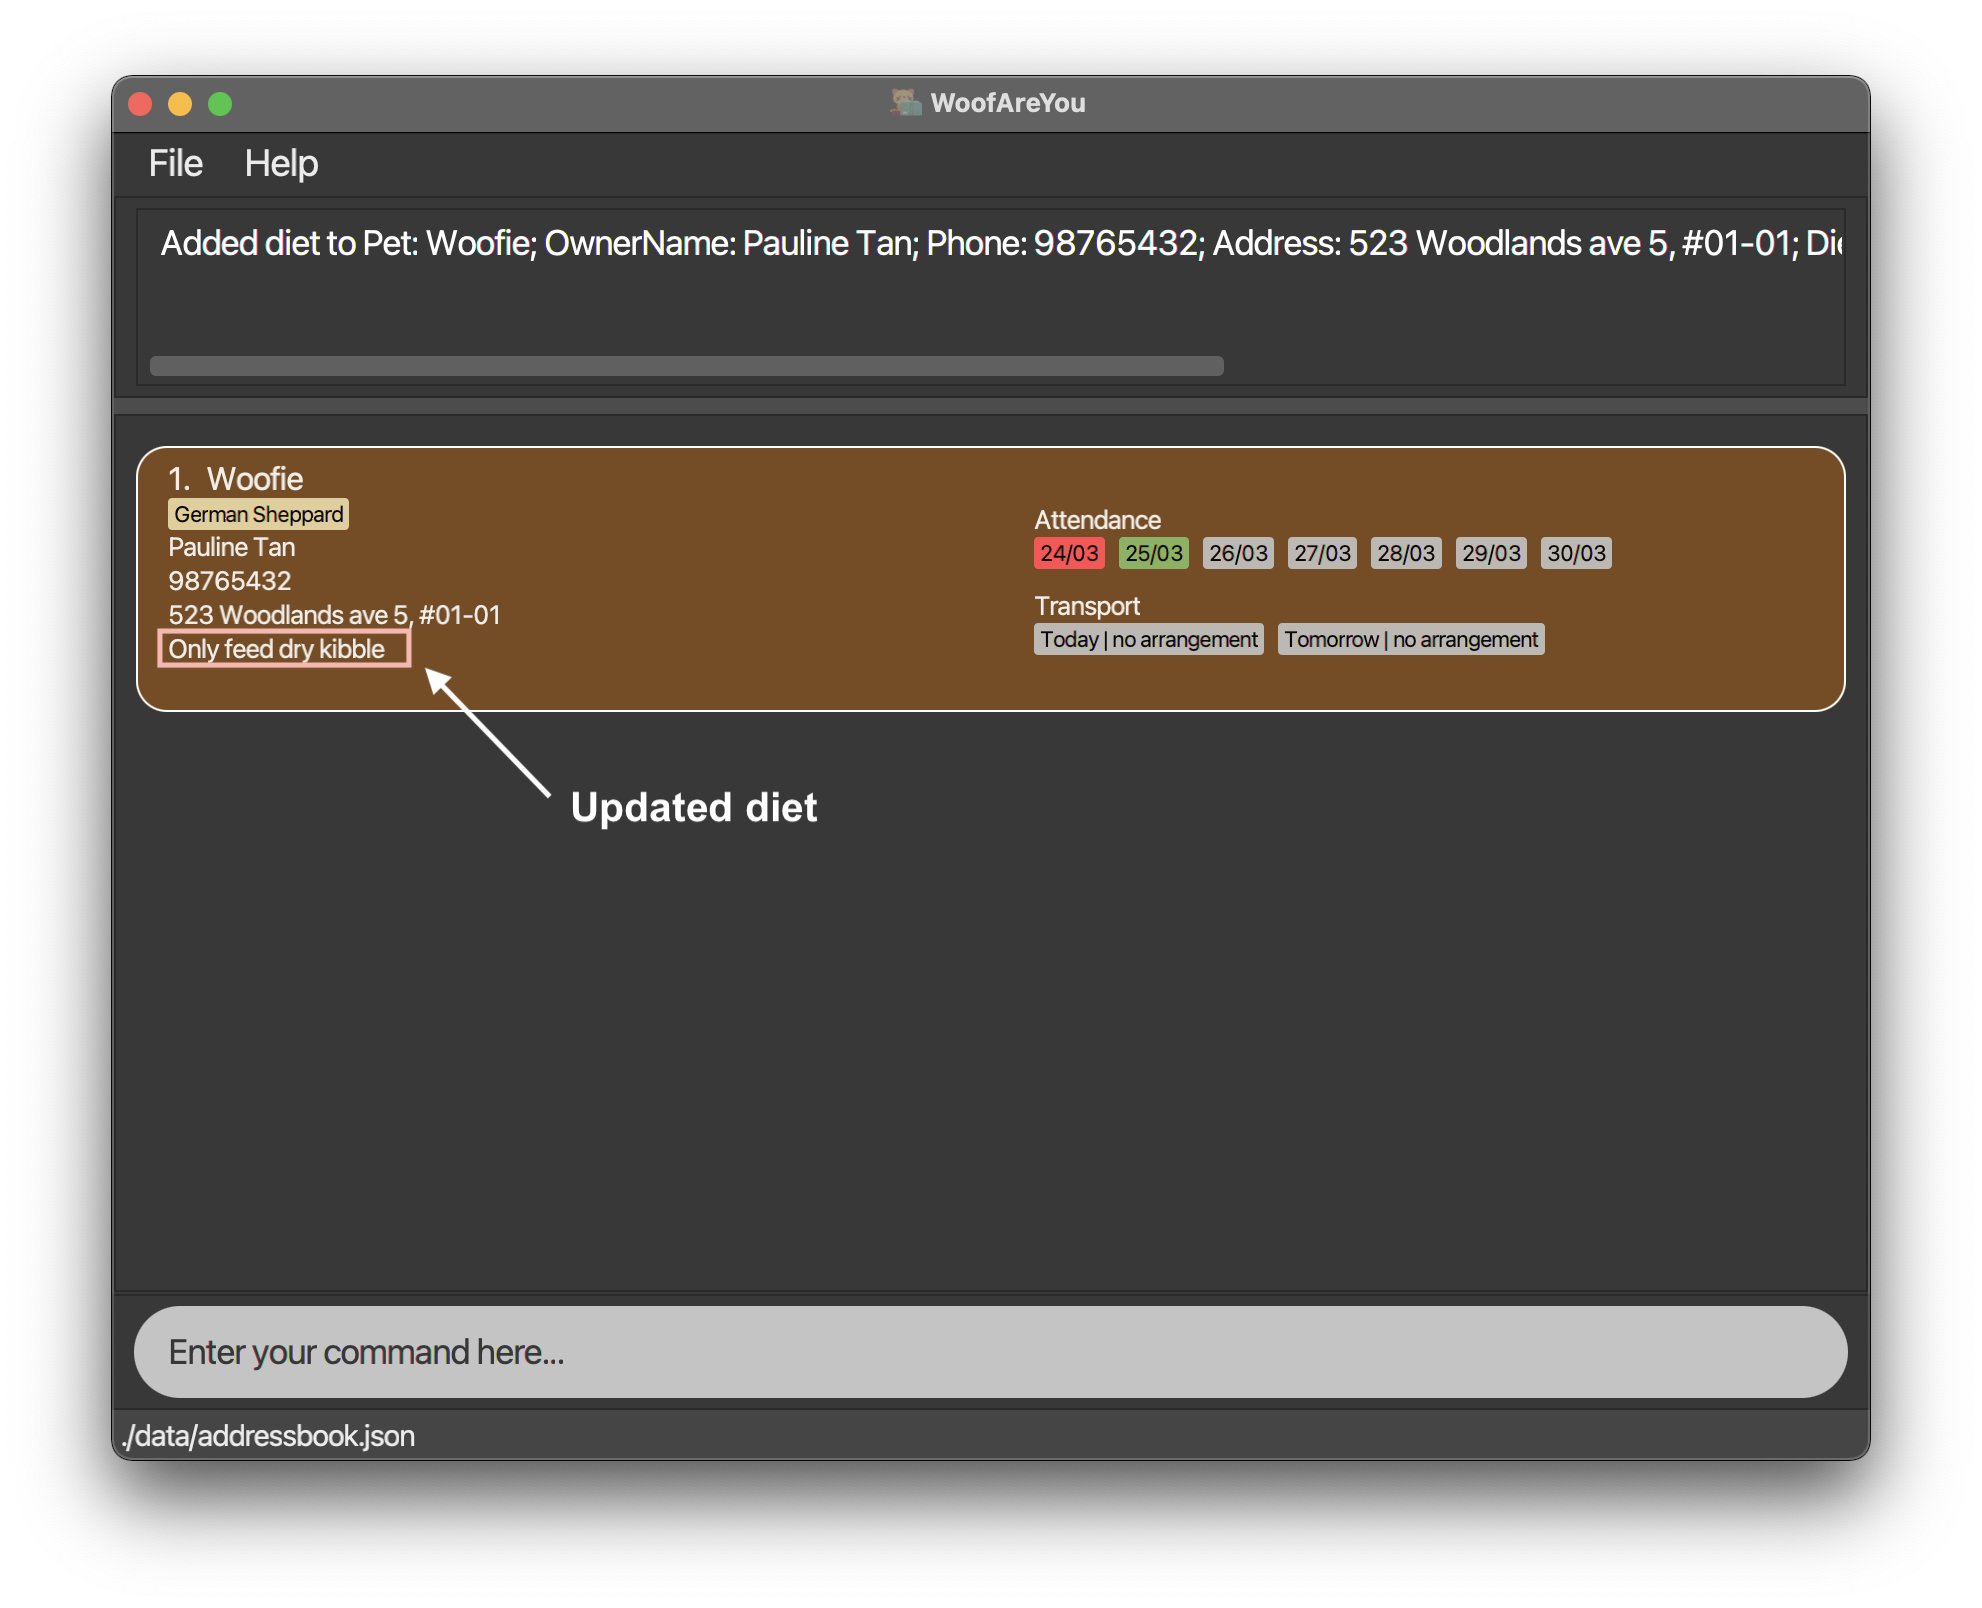 WoofAreYou
File Help
Added diet to Pet: Woofie; OwnerName: Pauline Tan; Phone: 98765432; Address: 523 Woodlands ave 5, #01-01; Die
1. Woofie
German Sheppard
Pauline Tan
98765432
523 Woodlands ave 5, #01-01
Only feed dry kibble
Attendance
24/03 25/03 26/03 27/03 28/03 29/03 30/03
Transport
Today | no arrangement Tomorrow | no arrangement
Updated diet
Enter your command here...
./data/addressbook.json